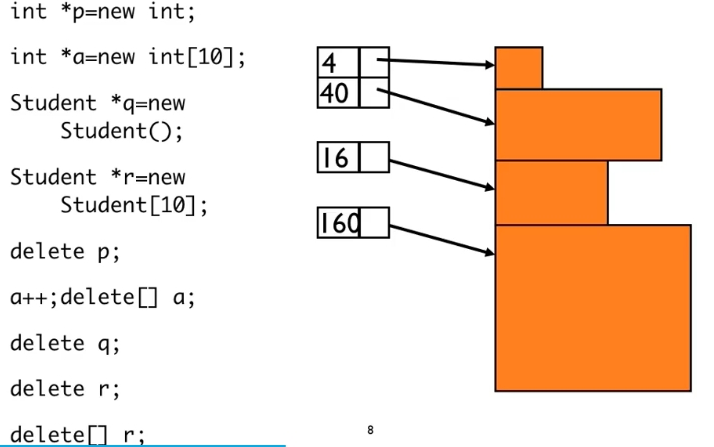 int *p=new int;
int *a=new int[10];
Student *q=new
Student();
Student *r=new
Student[10];
delete p;
a++;delete[] a;
delete q;
delete r;
delete[] r;
4
40
16
160
8